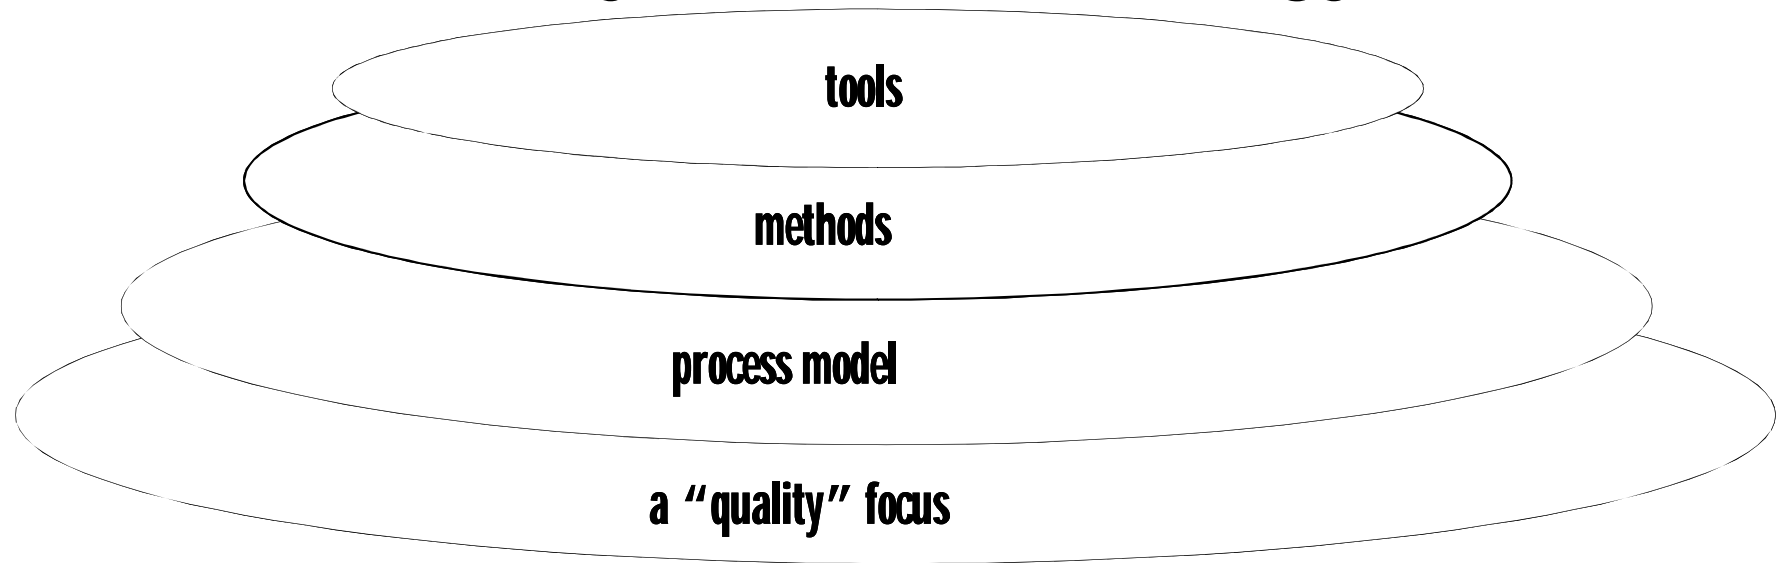 tools
methods
process model
a “quality” focus